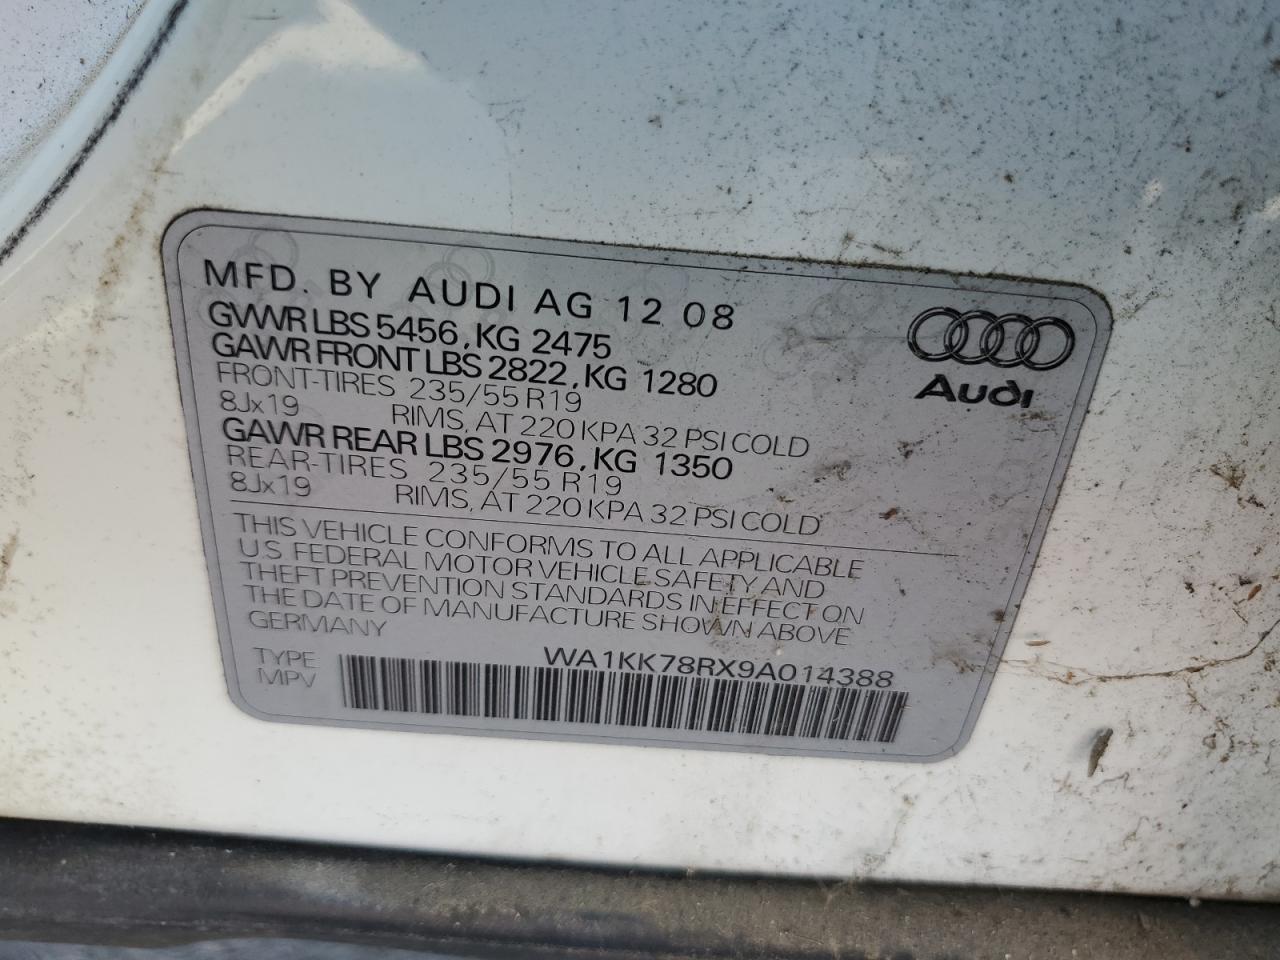 MFD. BY AUDI AG 12 08
GVWR LBS 5456, KG 2475
GAWR FRONT LBS 2822, KG 1280
FRONT-TIRES 235/55 R19
8Jx19 RIMS, AT 220 KPA 32 PSI COLD
GAWR REAR LBS 2976, KG 1350
REAR-TIRES 235/55 R19
8Jx19 RIMS, AT 220 KPA 32 PSI COLD
Audi
THIS VEHICLE CONFORMS TO ALL APPLICABLE
U.S. FEDERAL MOTOR VEHICLE SAFETY, AND
THEFT PREVENTION STANDARDS IN EFFECT ON
THE DATE OF MANUFACTURE SHOWN ABOVE
GERMANY
WA1KK78RX9A014388
TYPE
MPV